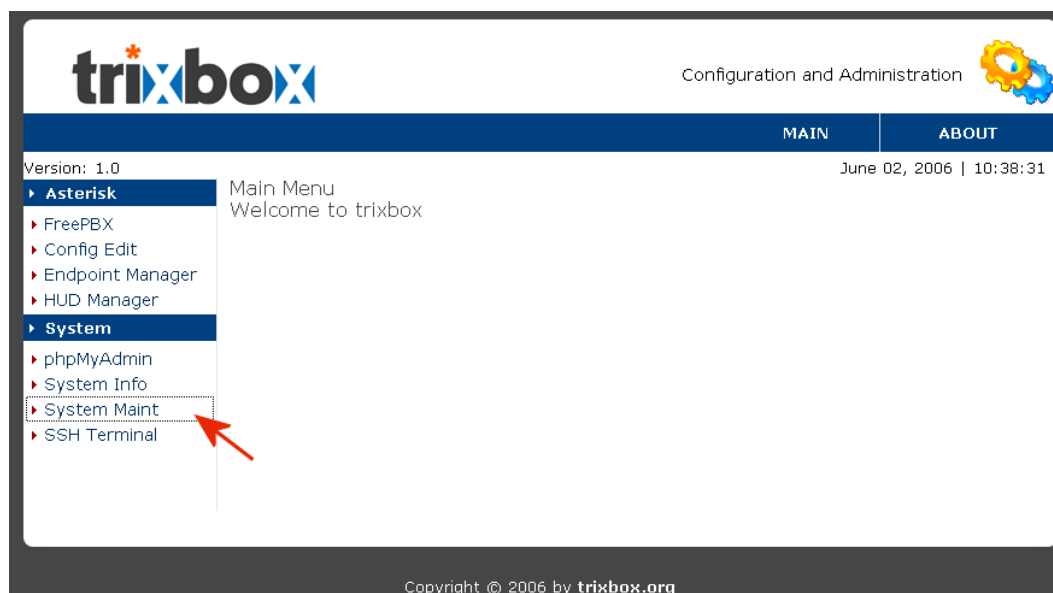 trixbox
Configuration and Administration
MAIN ABOUT
Version: 1.0
June 02, 2006 | 10:38:31
Asterisk
FreePBX
Config Edit
Endpoint Manager
HUD Manager
System
phpMyAdmin
System Info
System Maint
SSH Terminal
Main Menu
Welcome to trixbox
Copyright © 2006 by trixbox.org